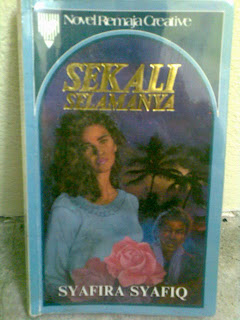 Novel Remaja Creative
SEKALI
SELAMANYA
SYAFIRA SYAFIQ